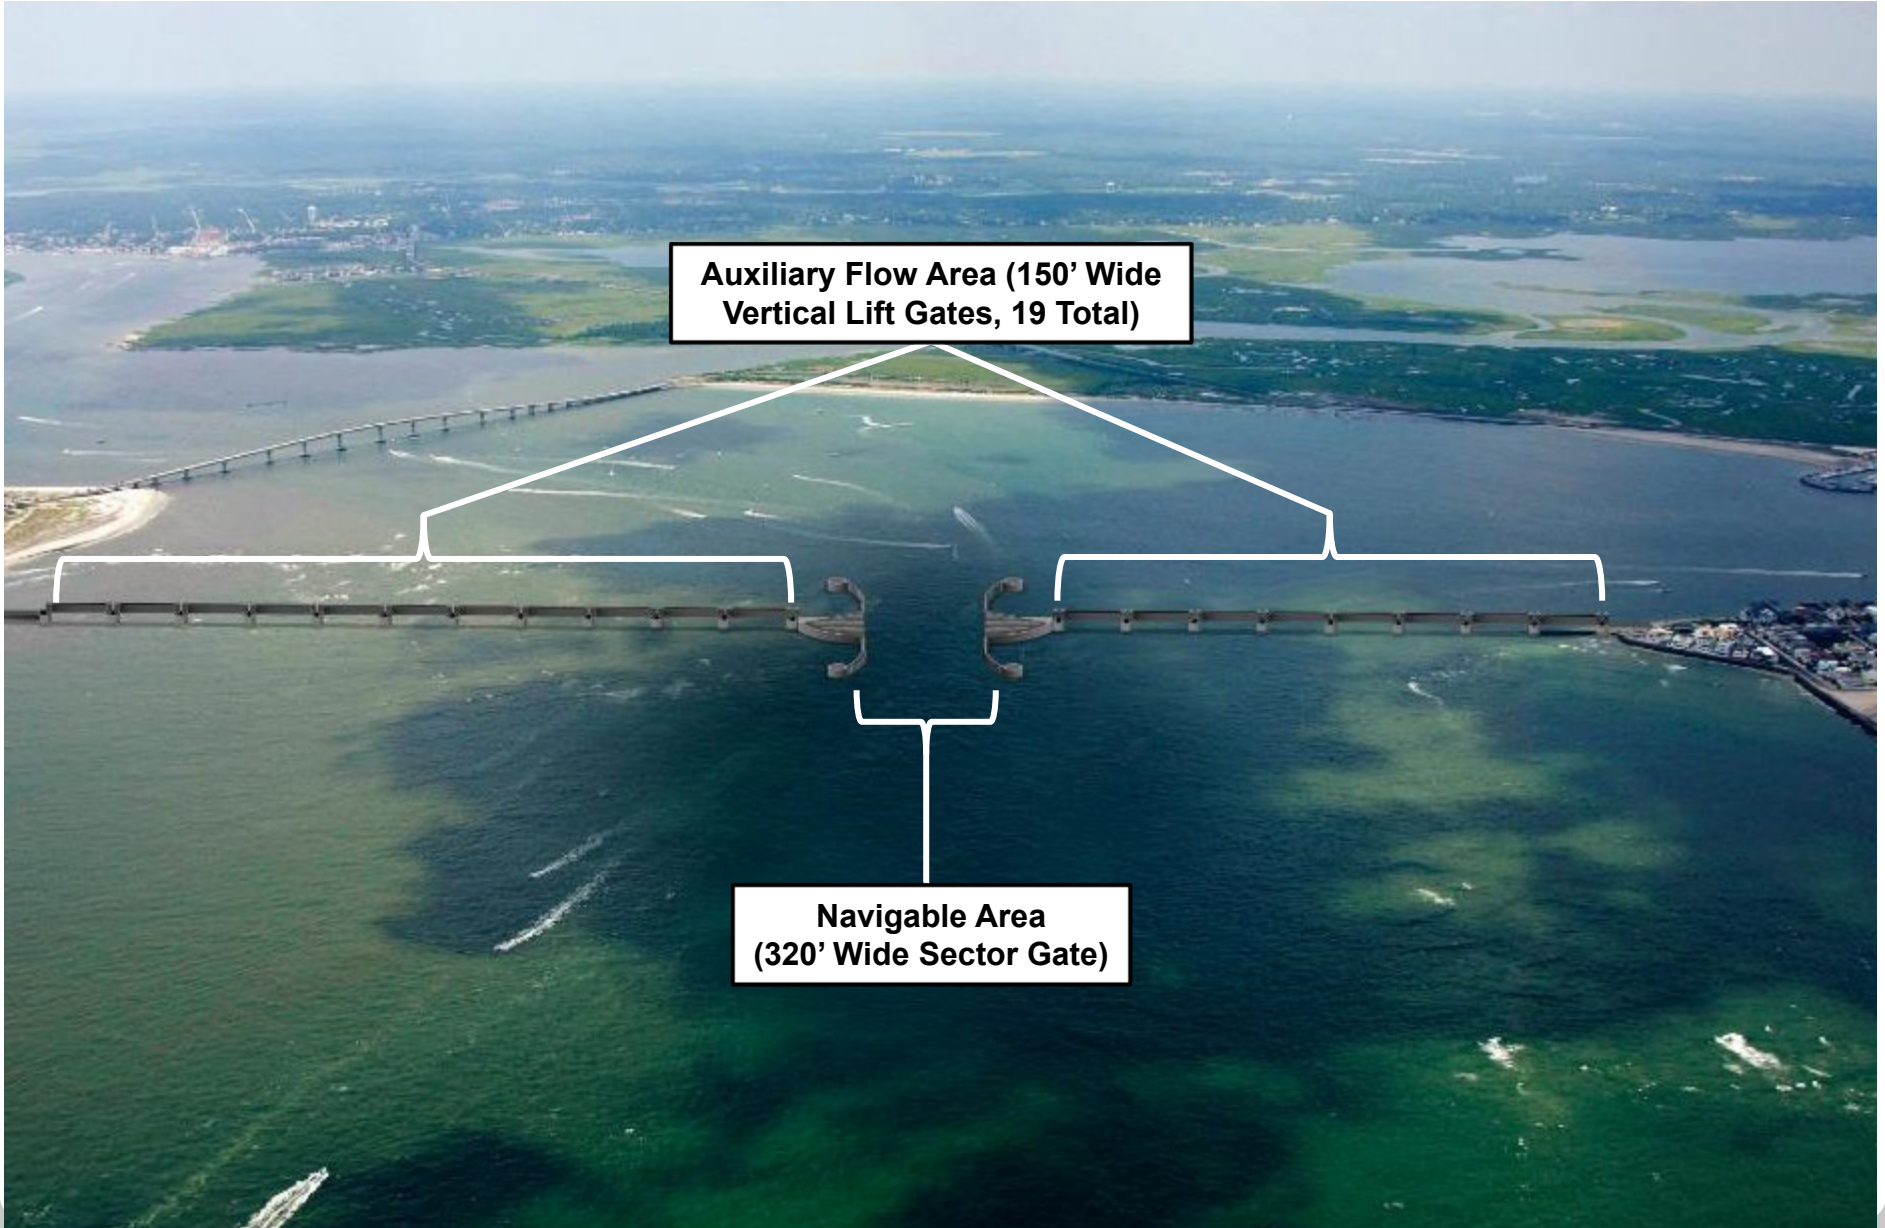 Auxiliary Flow Area (150’ Wide
Vertical Lift Gates, 19 Total)
Navigable Area
(320’ Wide Sector Gate)